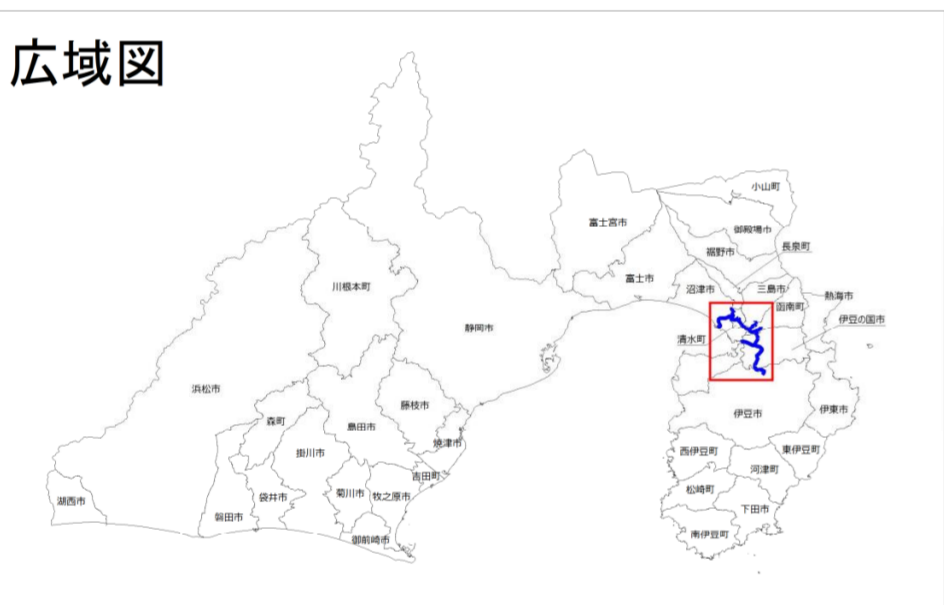 広域図
小山町
富士宮市
御殿場市
長泉町
裾野市
富士市
沼津市
三島市
川根本町
熱海市
函南町
伊豆の国市
静岡市
清水町
浜松市
藤枝市
伊豆市
伊東市
森町
島田市
焼津市
掛川市
西伊豆町
東伊豆町
河津町
吉田町
湖西市
袋井市
菊川市
牧之原市
松崎町
下田市
磐田市
御前崎市
南伊豆町